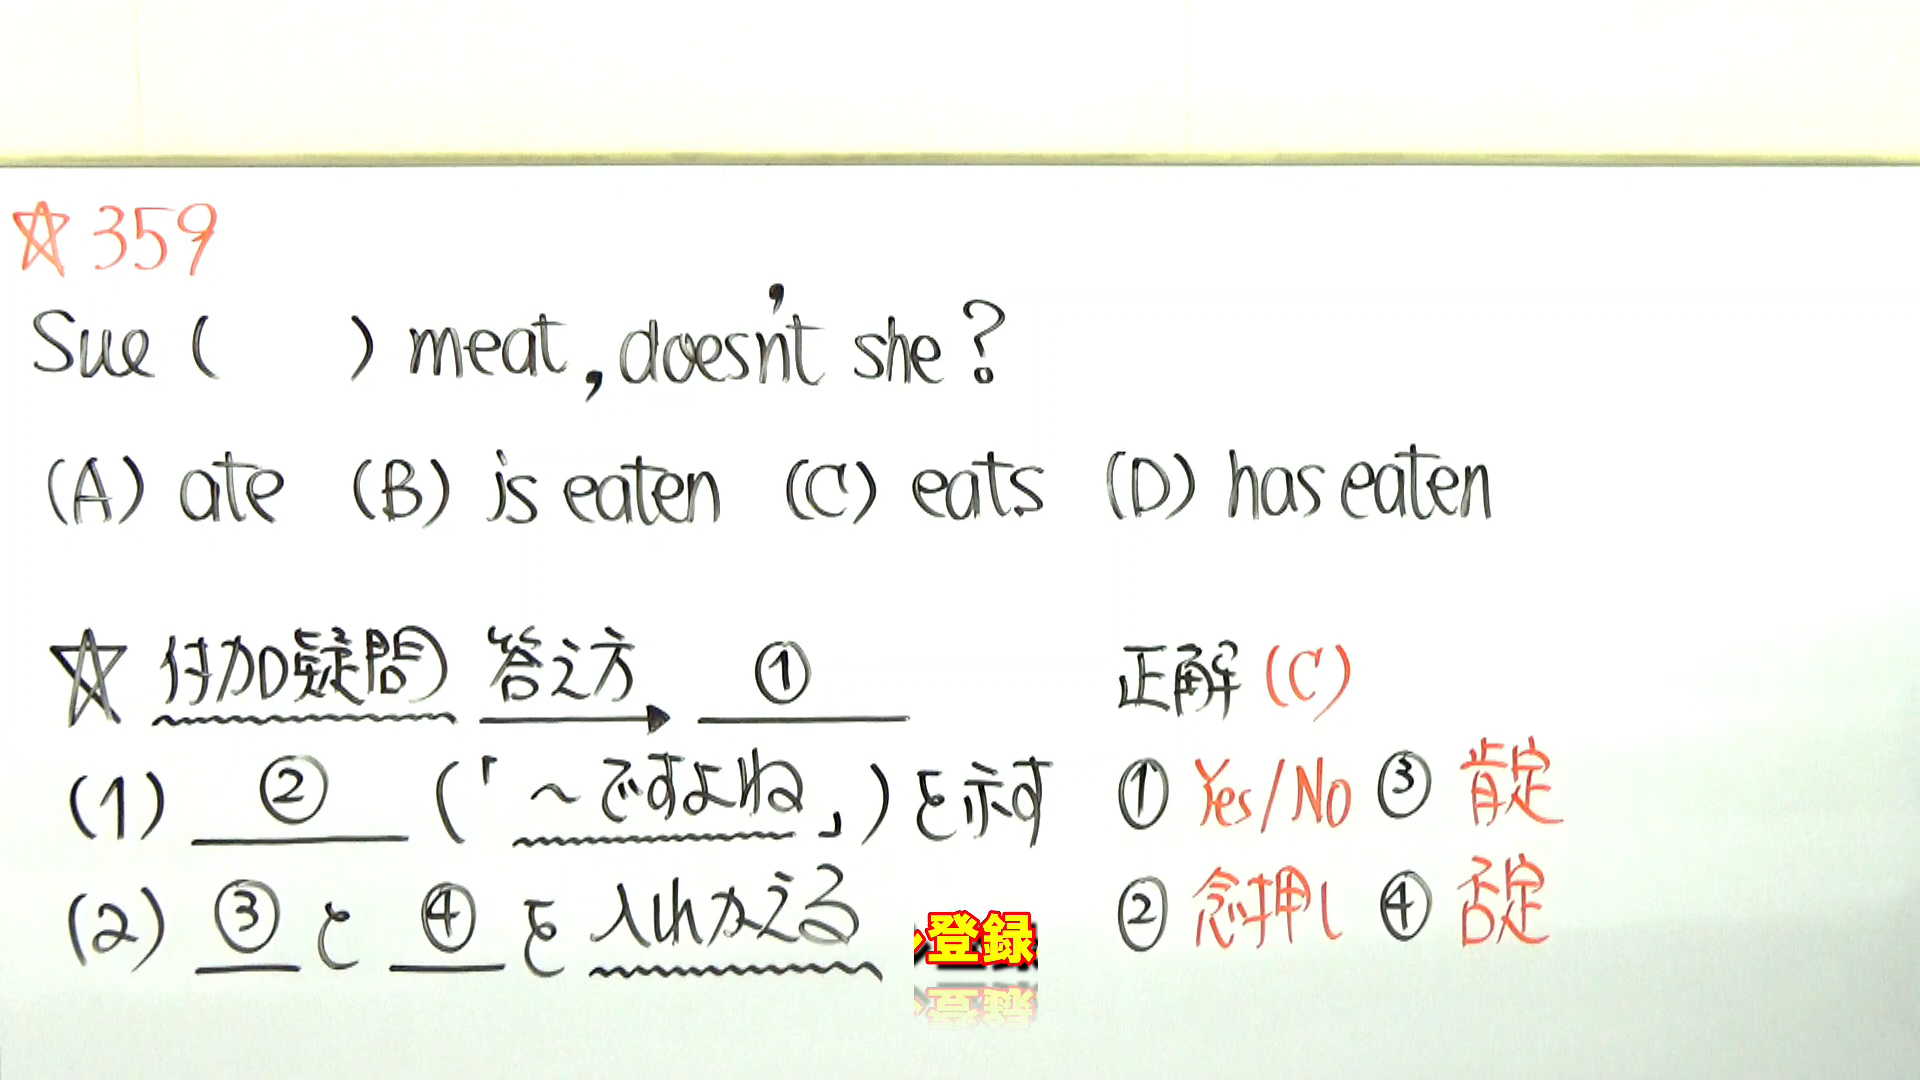 ☆359
Sue (   ) meat, doesn't she?
(A) ate (B) is eaten (C) eats (D) has eaten
☆ 付加疑問 答え方 ①
(1) ② (「～ですよね」) を示す
(2) ③ と ④ を 入れかえる
正解 (C)
① Yes/No ③ 肯定
② 念押し ④ 否定
登録